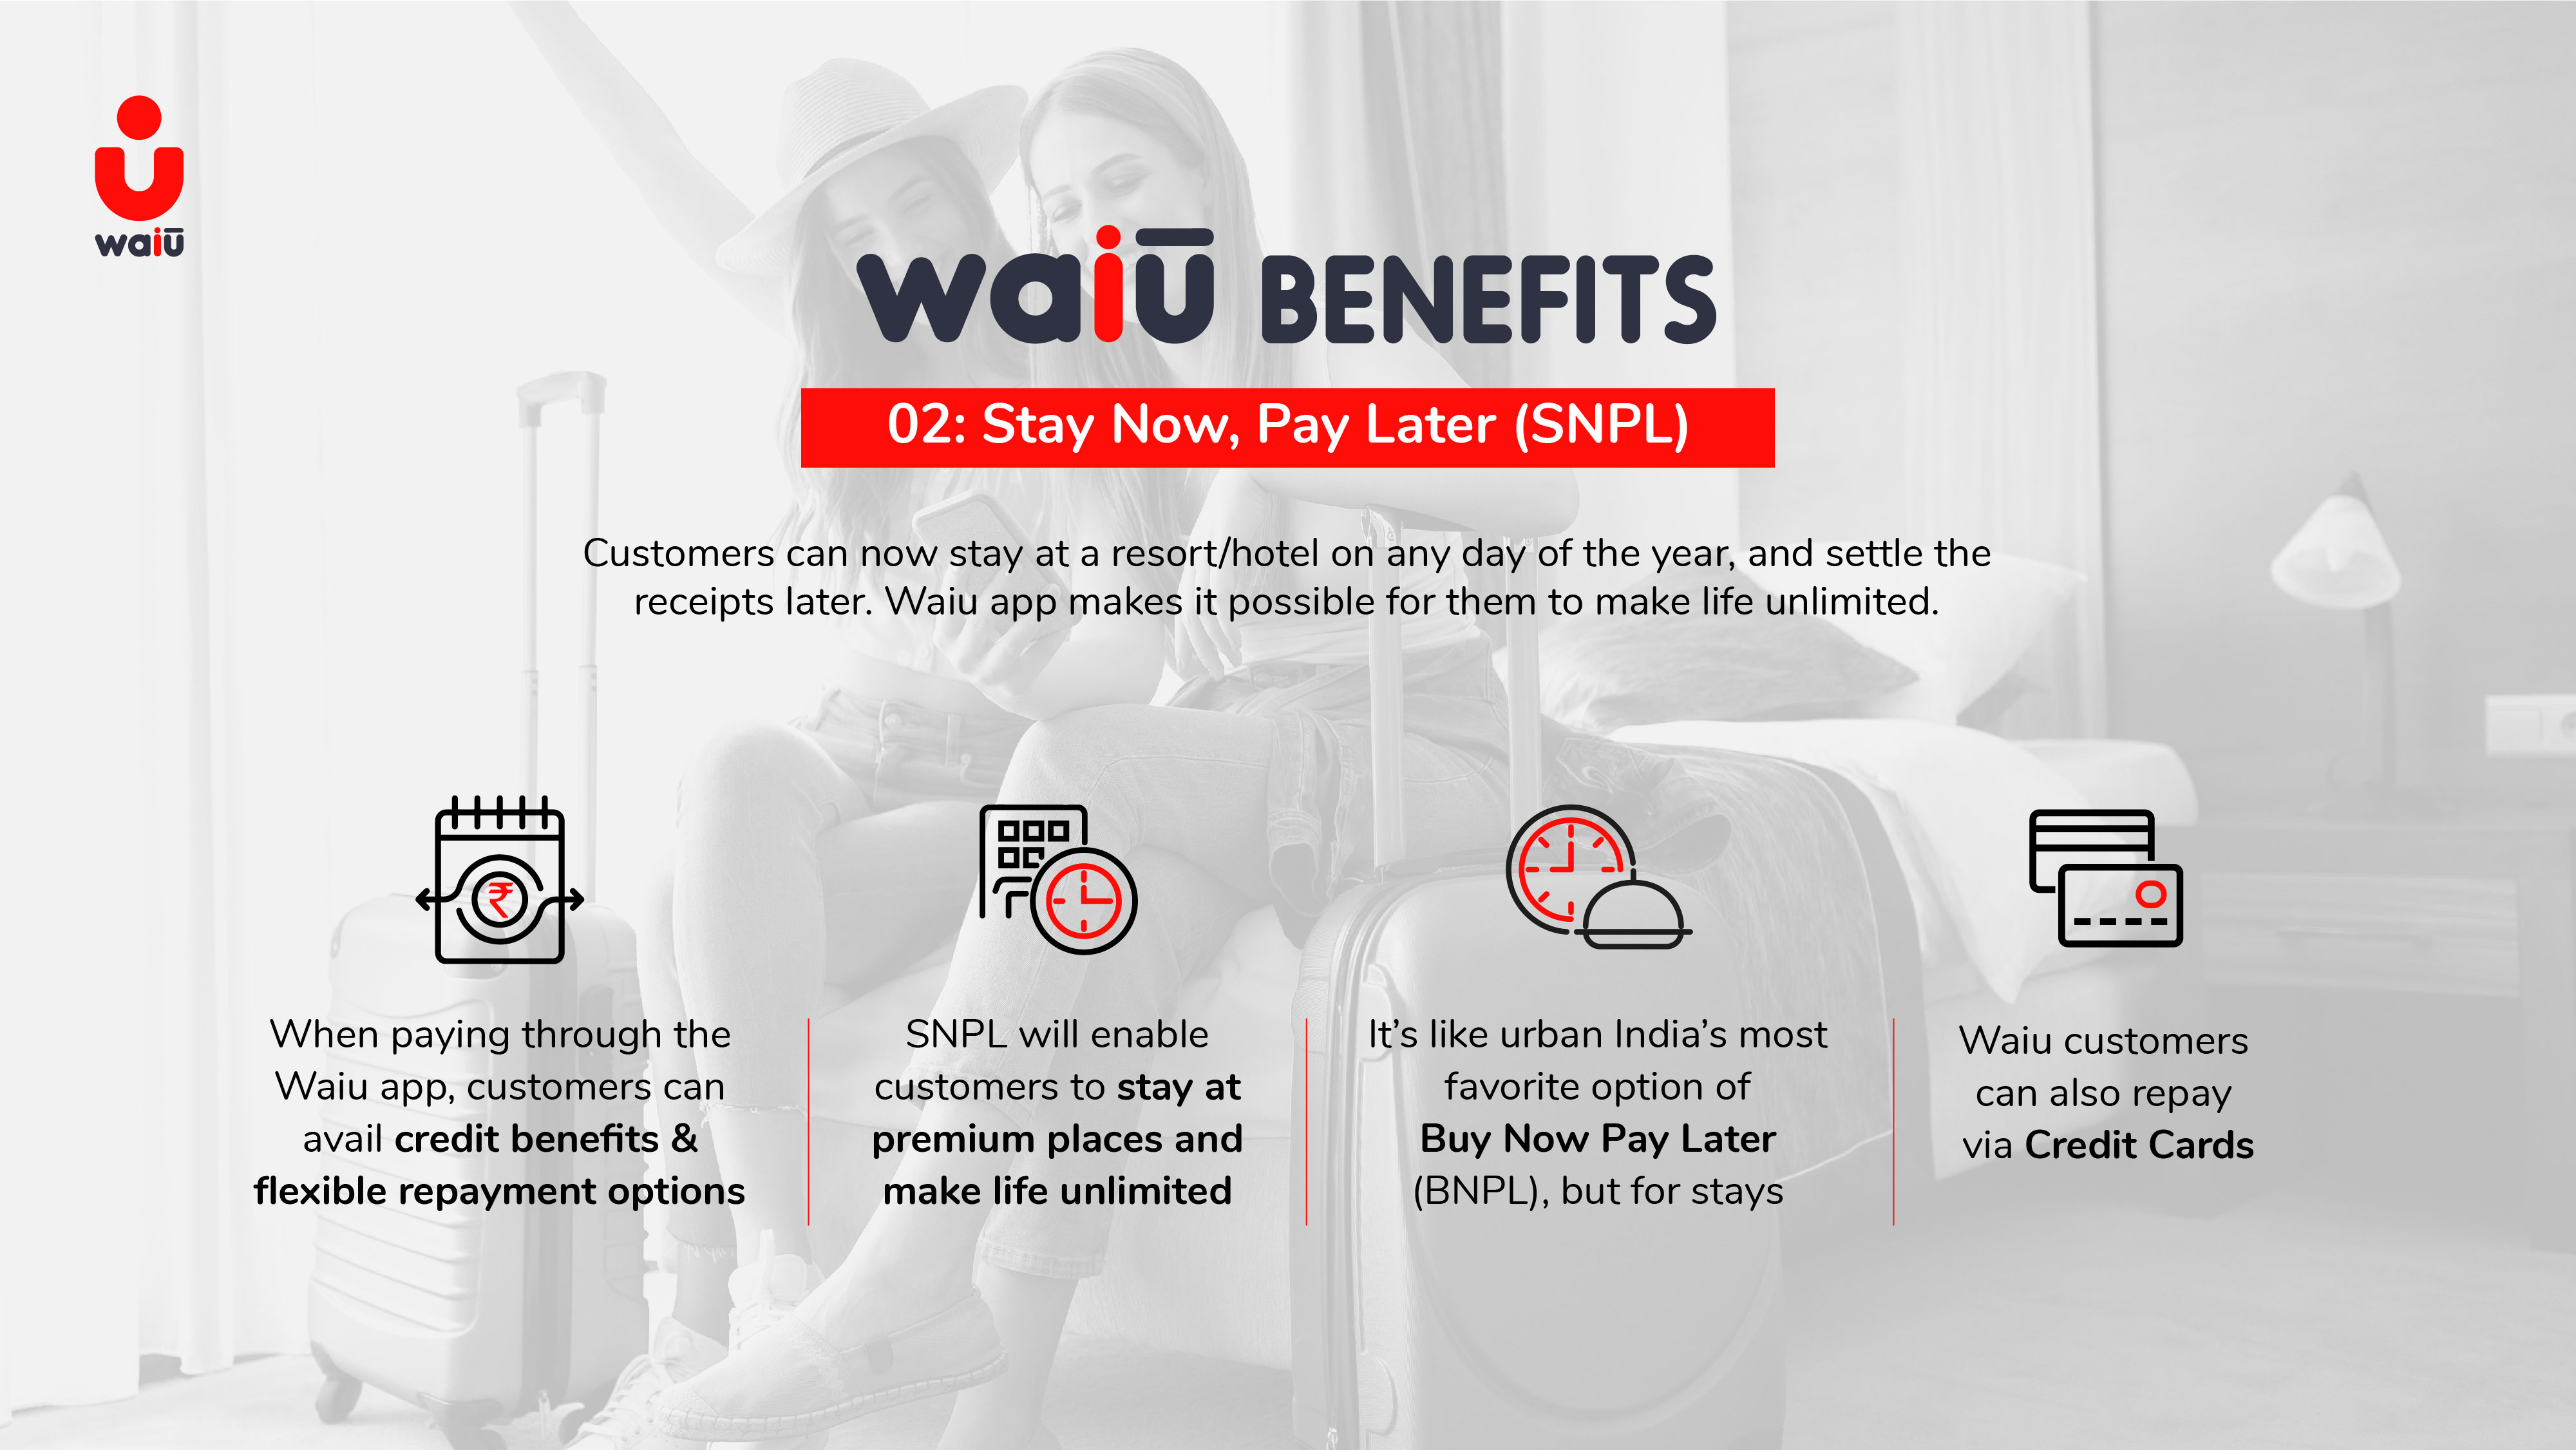 waiū
waiū BENEFITS
02: Stay Now, Pay Later (SNPL)
Customers can now stay at a resort/hotel on any day of the year, and settle the
receipts later. Waiu app makes it possible for them to make life unlimited.
₹
When paying through the
Waiu app, customers can
avail credit benefits &
flexible repayment options
SNPL will enable
customers to stay at
premium places and
make life unlimited
It's like urban India's most
favorite option of
Buy Now Pay Later
(BNPL), but for stays
Waiu customers
can also repay
via Credit Cards